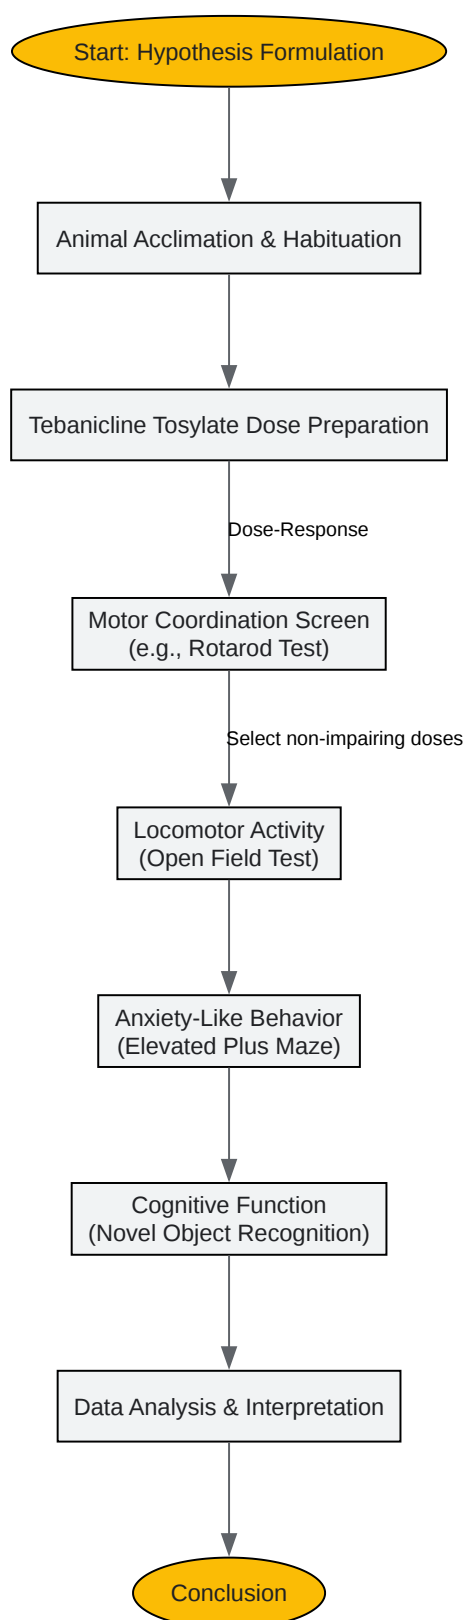 Start: Hypothesis Formulation
Animal Acclimation & Habituation
Tebanicline Tosylate Dose Preparation
Dose-Response
Motor Coordination Screen
(e.g., Rotarod Test)
Select non-impairing doses
Locomotor Activity
(Open Field Test)
Anxiety-Like Behavior
(Elevated Plus Maze)
Cognitive Function
(Novel Object Recognition)
Data Analysis & Interpretation
Conclusion